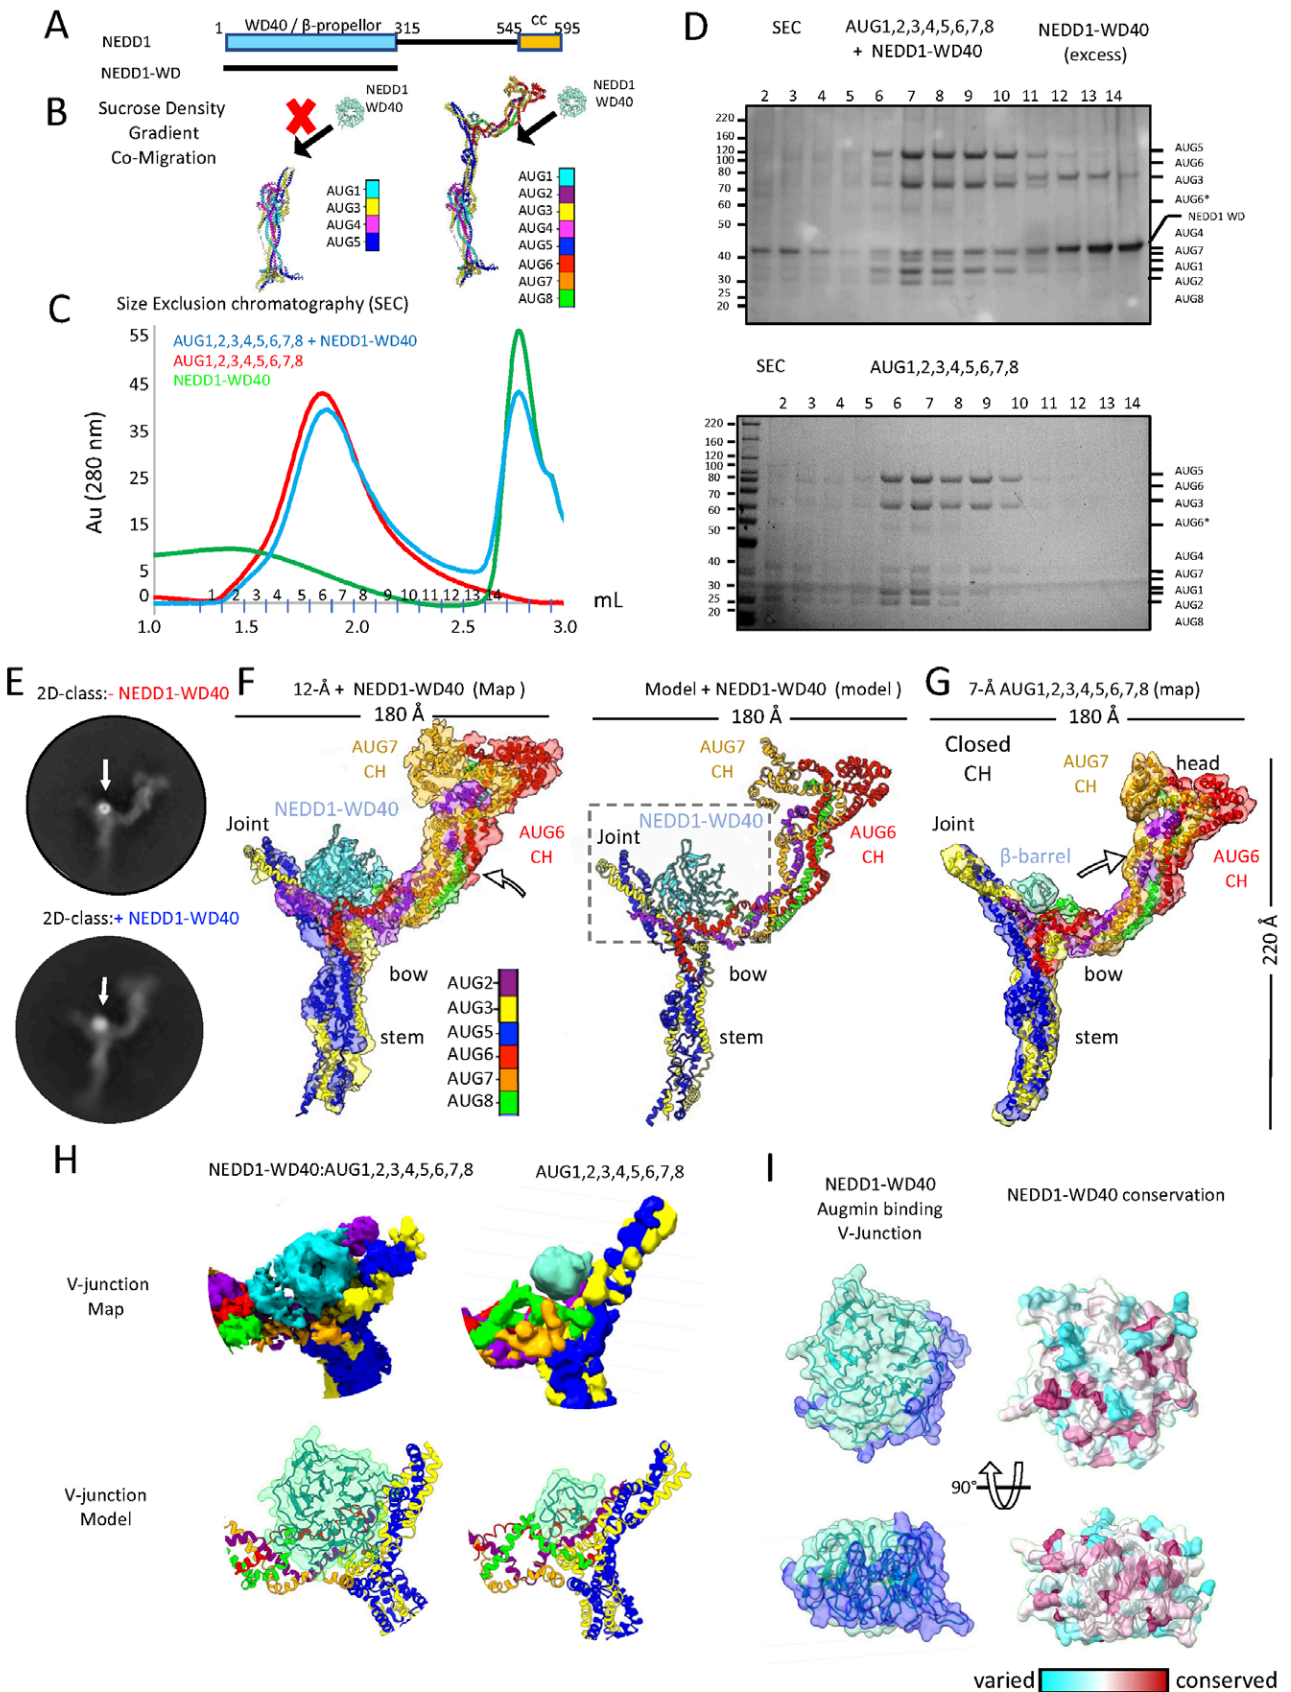 A
1
WD40 / β-propellor
315
545
cc
595
NEDD1
NEDD1-WD
B
Sucrose Density
Gradient
Co-Migration
NEDD1
WD40
NEDD1
WD40
AUG1
AUG3
AUG4
AUG5
AUG1
AUG2
AUG3
AUG4
AUG5
AUG6
AUG7
AUG8
C
Size Exclusion chromatography (SEC)
AUG1,2,3,4,5,6,7,8 + NEDD1-WD40
AUG1,2,3,4,5,6,7,8
NEDD1-WD40
Au (280 nm)
55
45
35
25
15
5
0
1 2 3 4 5 6 7 8 9 10 11 12 13 14
mL
1.0 1.5 2.0 2.5 3.0
D
SEC
AUG1,2,3,4,5,6,7,8
+ NEDD1-WD40
NEDD1-WD40
(excess)
2 3 4 5 6 7 8 9 10 11 12 13 14
220
160
120
100
80
70
60
50
40
30
25
20
AUG5
AUG6
AUG3
AUG6*
NEDD1 WD
AUG4
AUG7
AUG1
AUG2
AUG8
SEC
AUG1,2,3,4,5,6,7,8
2 3 4 5 6 7 8 9 10 11 12 13 14
220
160
120
100
80
70
60
50
40
30
25
20
AUG5
AUG6
AUG3
AUG6*
AUG4
AUG7
AUG1
AUG2
AUG8
E
2D-class:- NEDD1-WD40
2D-class:+ NEDD1-WD40
F
12-Å + NEDD1-WD40 (Map)
180 Å
AUG7
CH
NEDD1-WD40
Joint
AUG6
CH
bow
stem
AUG2
AUG3
AUG5
AUG6
AUG7
AUG8
Model + NEDD1-WD40 (model )
180 Å
AUG7
CH
NEDD1-WD40
Joint
AUG6
CH
bow
stem
G
7-Å AUG1,2,3,4,5,6,7,8 (map)
180 Å
Closed
CH
AUG7
CH
head
Joint
β-barrel
AUG6
CH
bow
stem
220 Å
H
NEDD1-WD40:AUG1,2,3,4,5,6,7,8
AUG1,2,3,4,5,6,7,8
V-junction
Map
V-junction
Model
I
NEDD1-WD40
Augmin binding
V-Junction
NEDD1-WD40 conservation
90°
varied
conserved